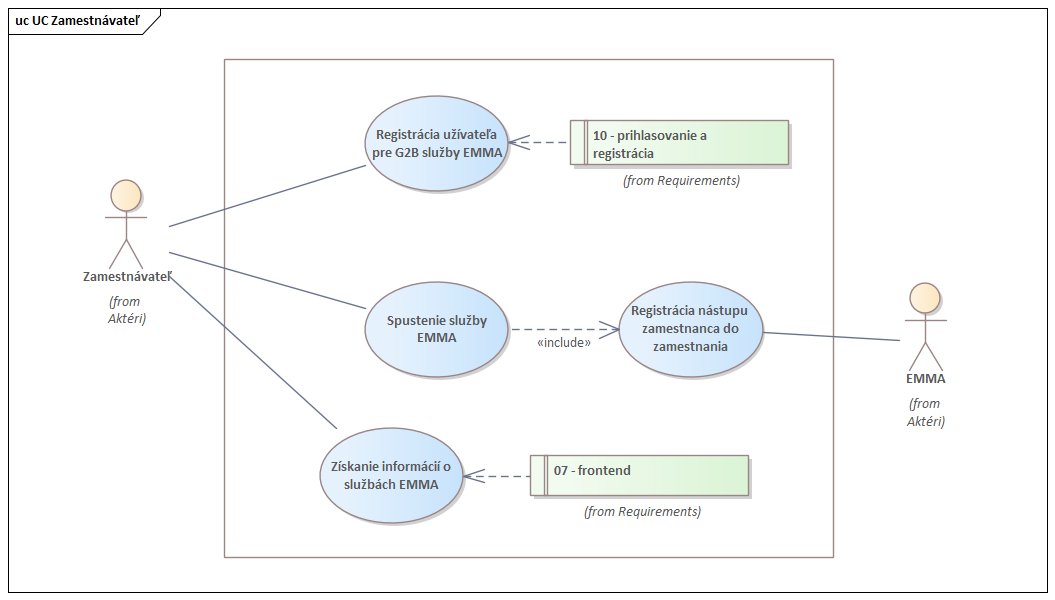 uc UC Zamestnávateľ
Registrácia užívateľa
pre G2B služby EMMA
10 - prihlasovanie a
registrácia
(from Requirements)
Zamestnávateľ
(from
Aktéri)
Spustenie služby
EMMA
«include»
Registrácia nástupu
zamestnanca do
zamestnania
EMMA
(from
Aktéri)
Získanie informácií o
službách EMMA
07 - frontend
(from Requirements)